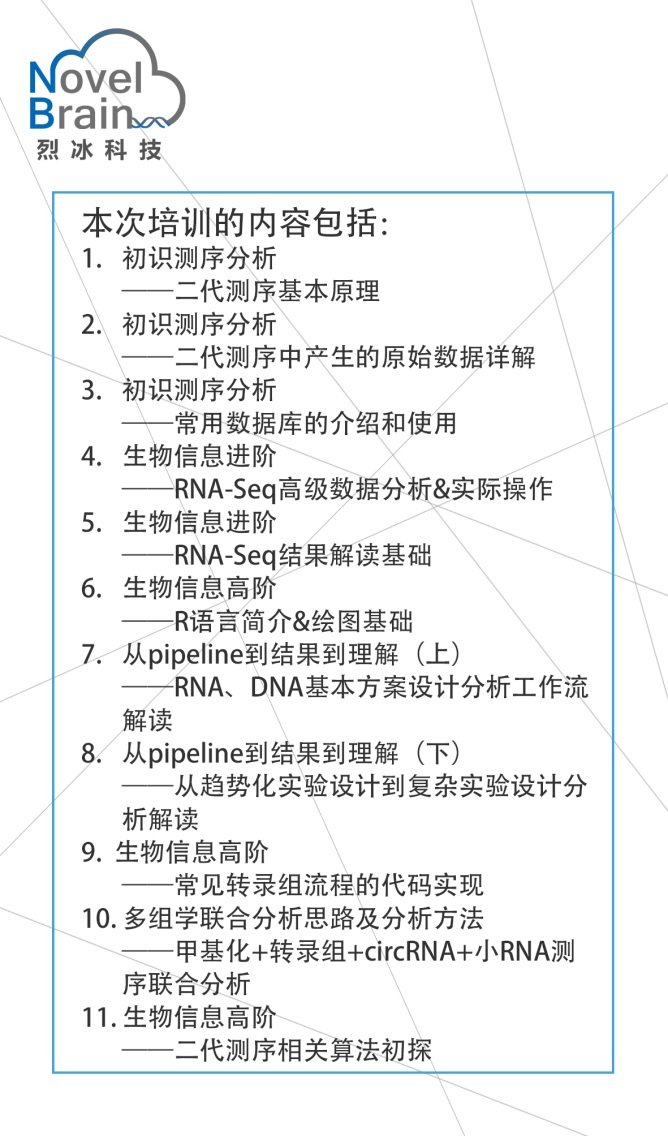 Novel
Brain
烈冰科技
本次培训的内容包括:
1. 初识测序分析
——二代测序基本原理
2. 初识测序分析
——二代测序中产生的原始数据详解
3. 初识测序分析
——常用数据库的介绍和使用
4. 生物信息进阶
——RNA-Seq高级数据分析&实际操作
5. 生物信息进阶
——RNA-Seq结果解读基础
6. 生物信息高阶
——R语言简介&绘图基础
7. 从pipeline到结果到理解（上）
——RNA、DNA基本方案设计分析工作流
解读
8. 从pipeline到结果到理解（下）
——从趋势化实验设计到复杂实验设计分
析解读
9. 生物信息高阶
——常见转录组流程的代码实现
10. 多组学联合分析思路及分析方法
——甲基化+转录组+circRNA+小RNA测
序联合分析
11. 生物信息高阶
——二代测序相关算法初探